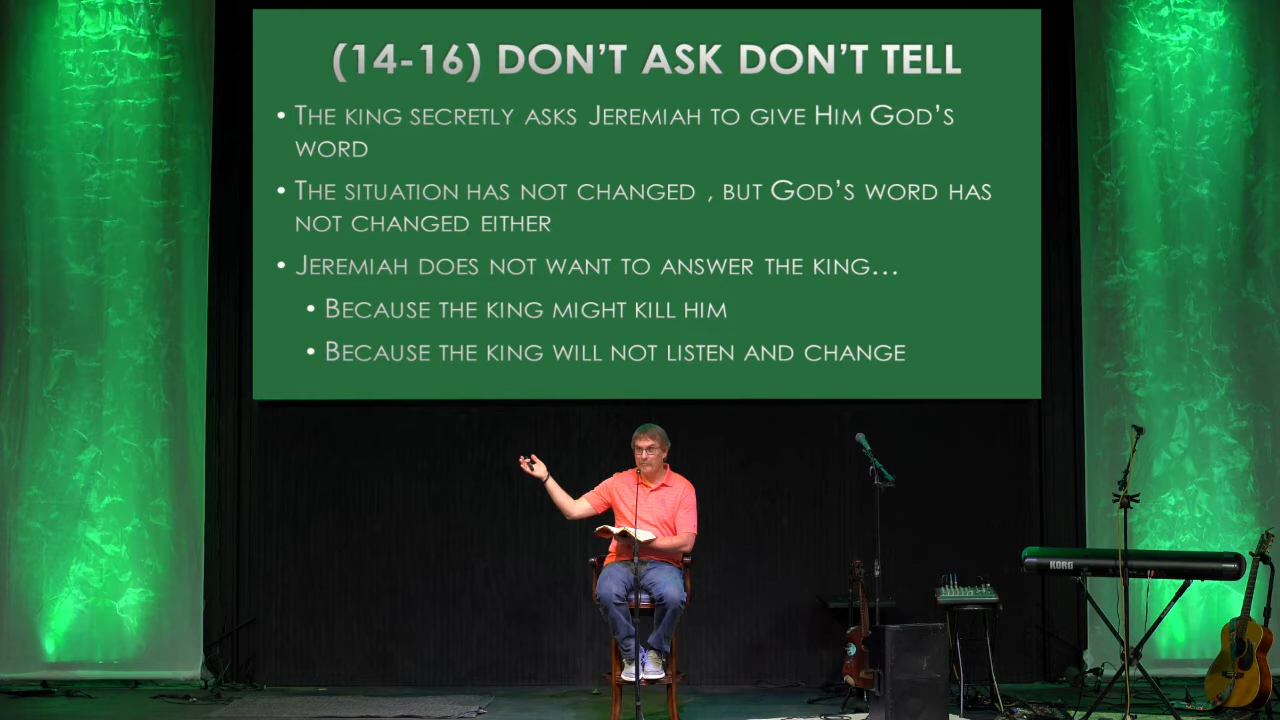 (14-16) DON'T ASK DON'T TELL
• THE KING SECRETLY ASKS JEREMIAH TO GIVE HIM GOD'S
WORD
• THE SITUATION HAS NOT CHANGED , BUT GOD'S WORD HAS
NOT CHANGED EITHER
• JEREMIAH DOES NOT WANT TO ANSWER THE KING...
• BECAUSE THE KING MIGHT KILL HIM
• BECAUSE THE KING WILL NOT LISTEN AND CHANGE
KORG